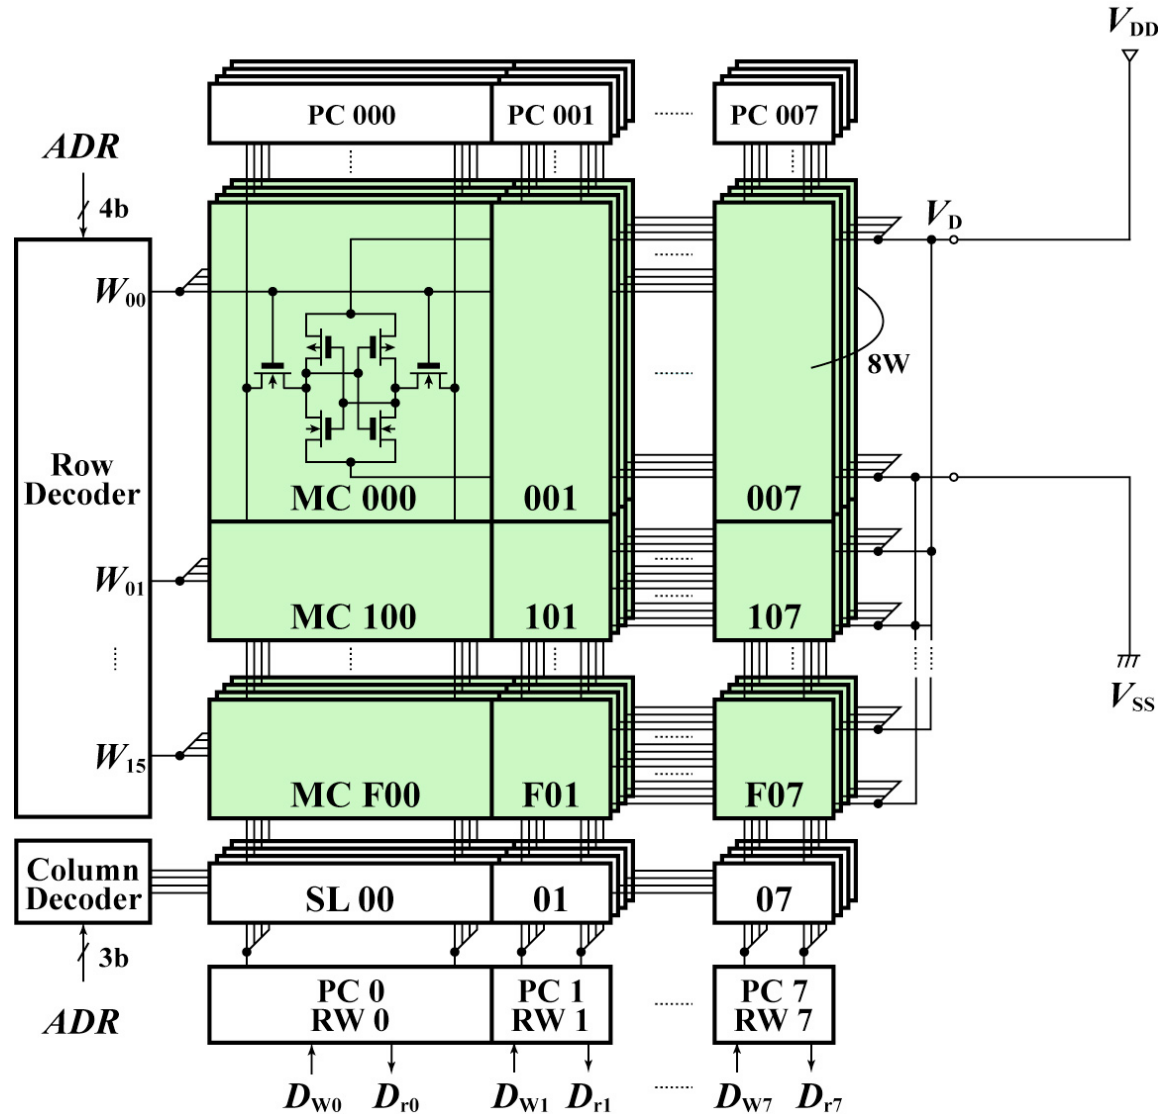 V_DD
PC 000 PC 001 ........ PC 007
ADR
4b
V_D
W_00
8W
Row
Decoder
MC 000 001 007
W_01
MC 100 101 107
V_SS
W_15
MC F00 F01 F07
Column
Decoder
SL 00 01 07
3b
PC 0 PC 1 PC 7
RW 0 RW 1 RW 7
ADR
D_W0 D_r0 D_W1 D_r1 D_W7 D_r7